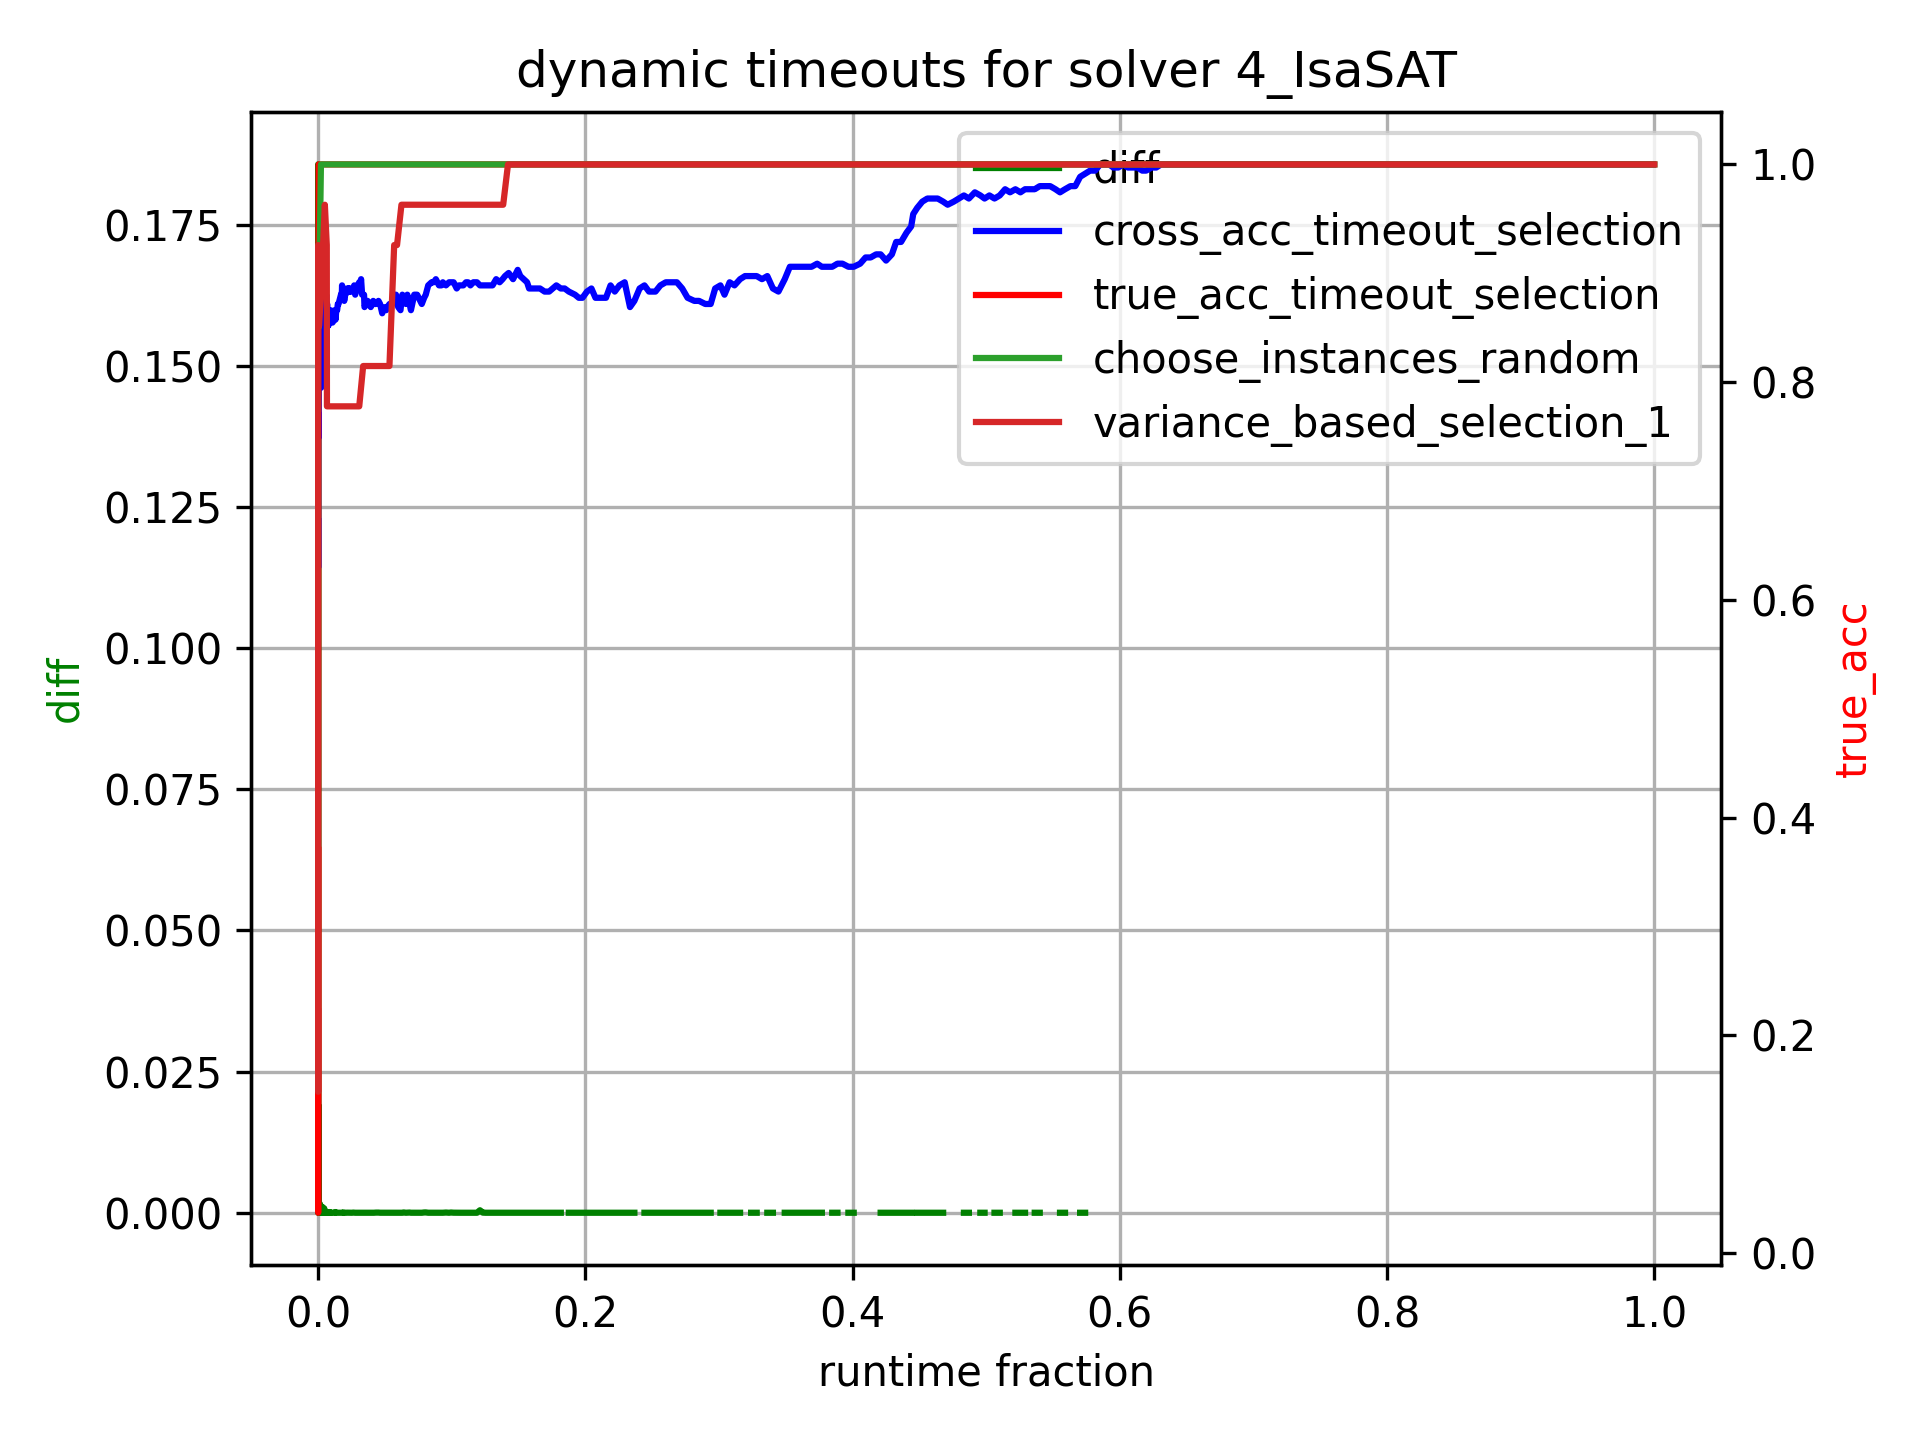 dynamic timeouts for solver 4_IsaSAT
diff
cross_acc_timeout_selection
true_acc_timeout_selection
choose_instances_random
variance_based_selection_1
0.175
0.150
0.125
0.100
0.075
0.050
0.025
0.000
diff
1.0
0.8
0.6
0.4
0.2
0.0
true_acc
0.0
0.2
0.4
0.6
0.8
1.0
runtime fraction